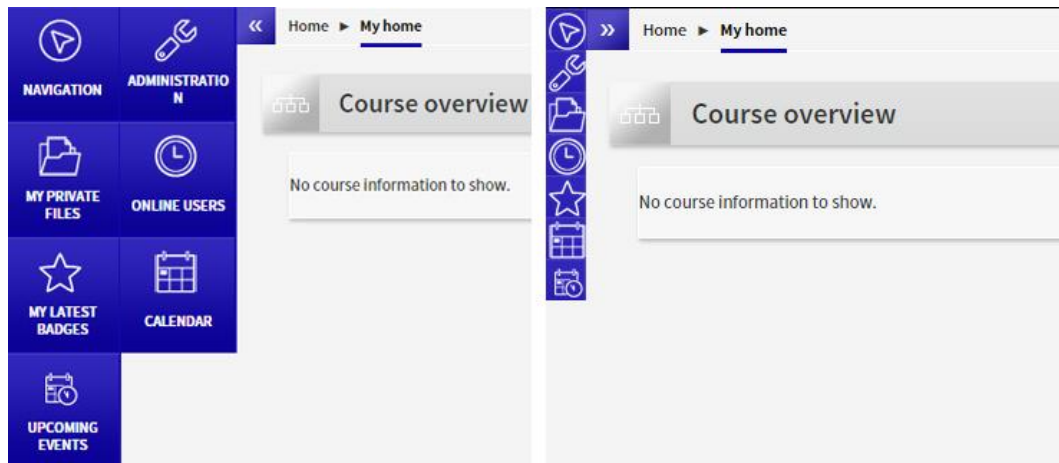 NAVIGATION
ADMINISTRATIO
N
MY PRIVATE
FILES
ONLINE USERS
MY LATEST
BADGES
CALENDAR
UPCOMING
EVENTS
« Home ► My home
Course overview
No course information to show.
» Home ► My home
Course overview
No course information to show.